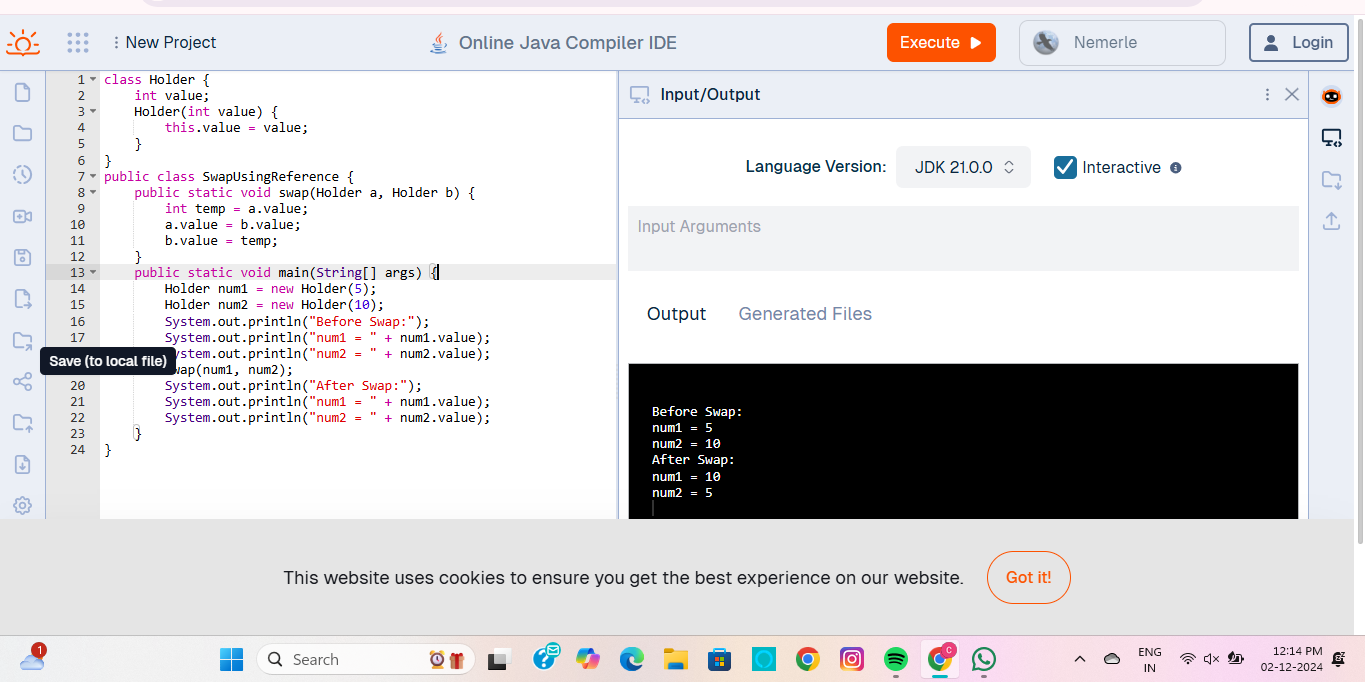 New Project
Online Java Compiler IDE
Execute
Nemerle
Login
1 class Holder {
2 int value;
3 Holder(int value) {
4 this.value = value;
5 }
6 }
7 public class SwapUsingReference {
8 public static void swap(Holder a, Holder b) {
9 int temp = a.value;
10 a.value = b.value;
11 b.value = temp;
12 }
13 public static void main(String[] args) {
14 Holder num1 = new Holder(5);
15 Holder num2 = new Holder(10);
16 System.out.println("Before Swap:");
17 System.out.println("num1 = " + num1.value);
ystem.out.println("num2 = " + num2.value);
Save (to local file)
wap(num1, num2);
20 System.out.println("After Swap:");
21 System.out.println("num1 = " + num1.value);
22 System.out.println("num2 = " + num2.value);
23 }
24 }
Input/Output
Language Version:
JDK 21.0.0
Interactive
Input Arguments
Output
Generated Files
Before Swap:
num1 = 5
num2 = 10
After Swap:
num1 = 10
num2 = 5
This website uses cookies to ensure you get the best experience on our website.
Got it!
1
Search
C
ENG
IN
12:14 PM
02-12-2024